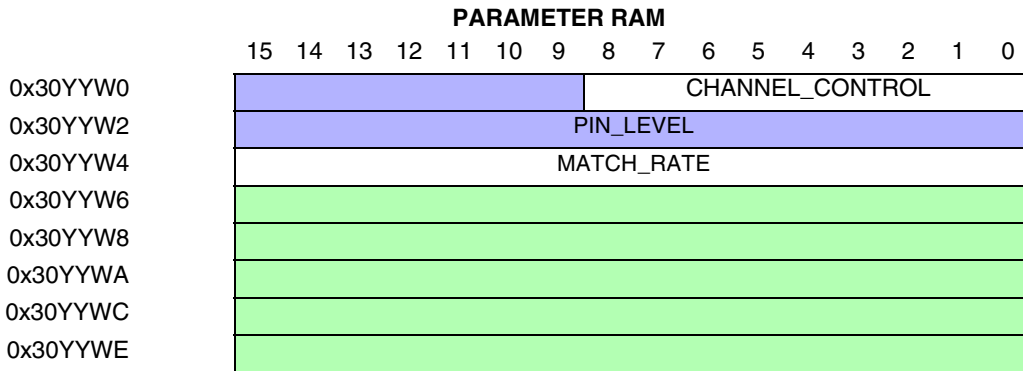 PARAMETER RAM
15 14 13 12 11 10 9 8 7 6 5 4 3 2 1 0
0x30YYW0 CHANNEL_CONTROL
0x30YYW2 PIN_LEVEL
0x30YYW4 MATCH_RATE
0x30YYW6
0x30YYW8
0x30YYWA
0x30YYWC
0x30YYWE